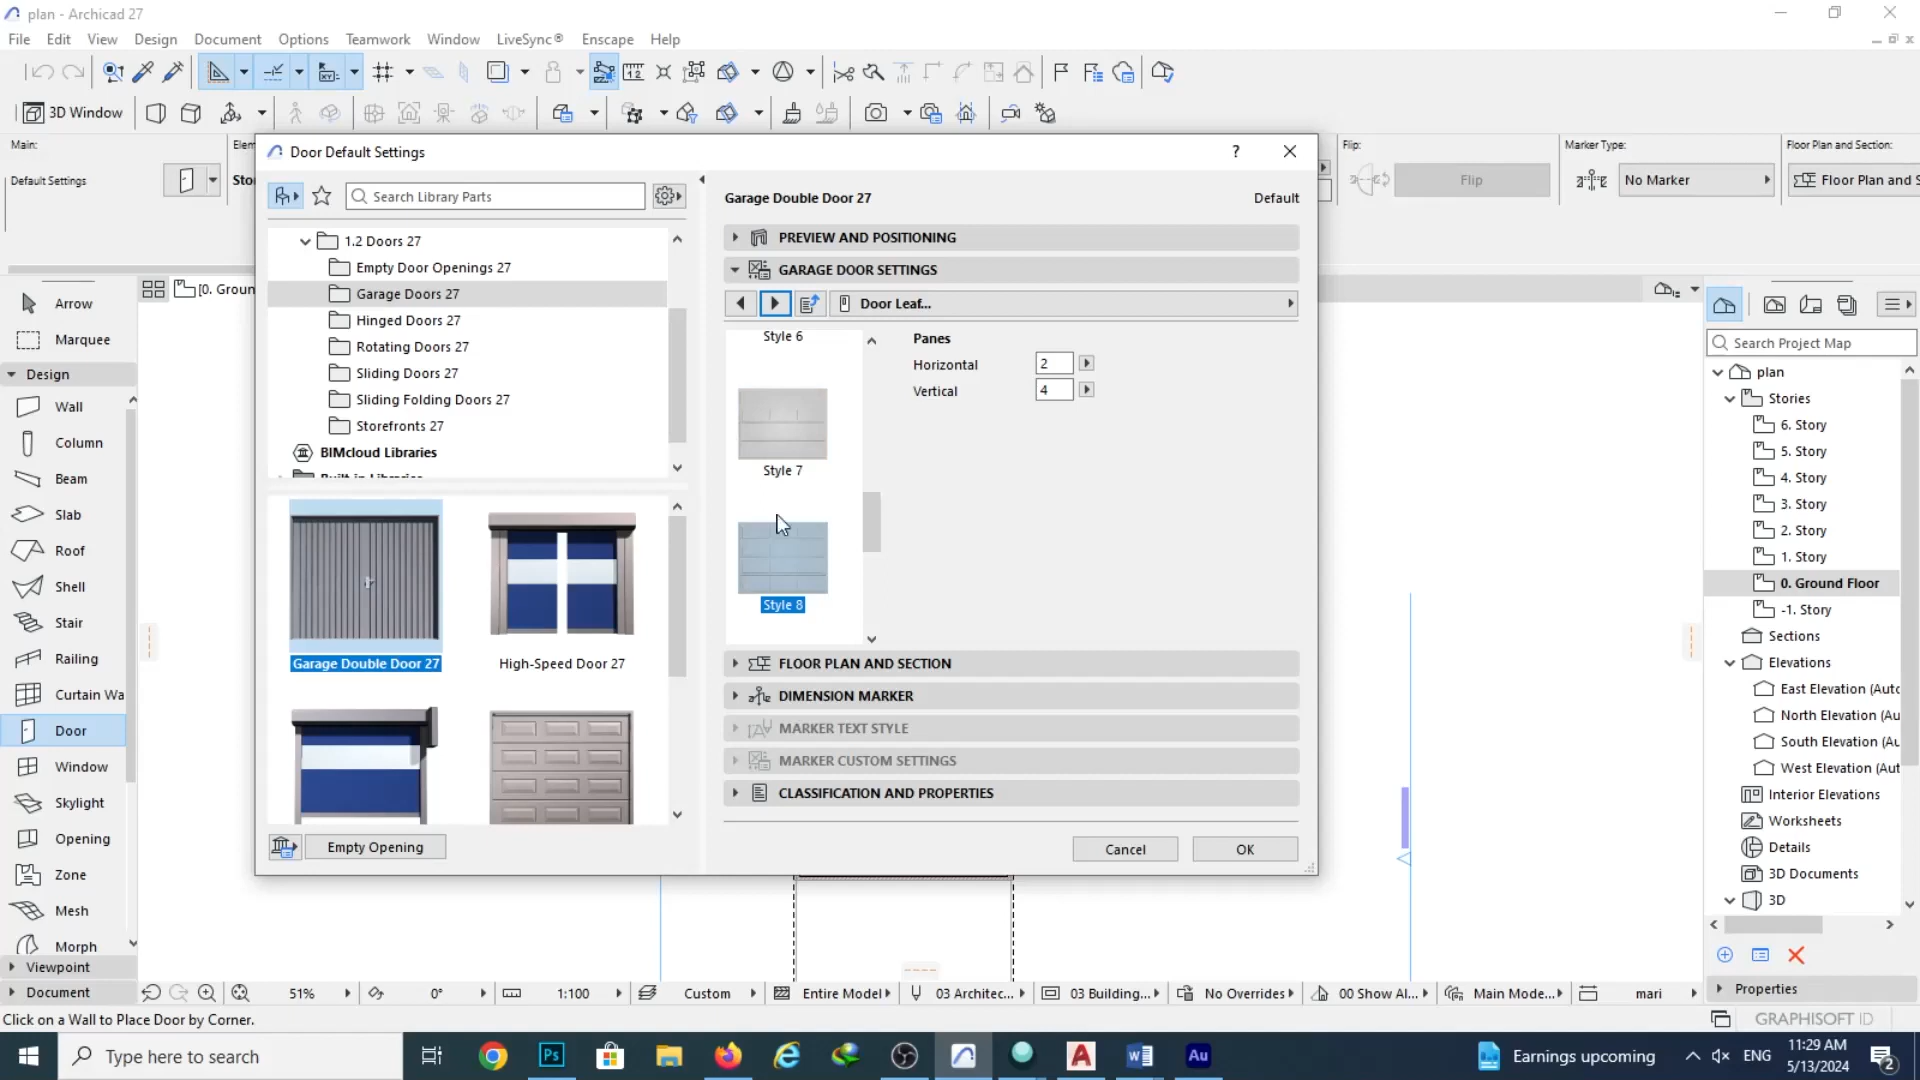 plan - Archicad 27
File Edit View Design Document Options Teamwork Window LiveSync® Enscape Help
3D Window
Main:
Default Settings
Door Default Settings
?
Flip:
Flip
Marker Type:
No Marker
Floor Plan and Section:
Floor Plan and S
Search Library Parts
1.2 Doors 27
Empty Door Openings 27
Garage Doors 27
Hinged Doors 27
Rotating Doors 27
Sliding Doors 27
Sliding Folding Doors 27
Storefronts 27
BIMcloud Libraries
Garage Double Door 27
High-Speed Door 27
Empty Opening
Garage Double Door 27
Default
PREVIEW AND POSITIONING
GARAGE DOOR SETTINGS
Door Leaf...
Style 6
Style 7
Style 8
Panes
Horizontal 2
Vertical 4
FLOOR PLAN AND SECTION
DIMENSION MARKER
MARKER TEXT STYLE
MARKER CUSTOM SETTINGS
CLASSIFICATION AND PROPERTIES
Cancel
OK
[0. Groun
Arrow
Marquee
Design
Wall
Column
Beam
Slab
Roof
Shell
Stair
Railing
Curtain Wa
Door
Window
Skylight
Opening
Zone
Mesh
Morph
Viewpoint
Document
Search Project Map
plan
Stories
6. Story
5. Story
4. Story
3. Story
2. Story
1. Story
0. Ground Floor
-1. Story
Sections
Elevations
East Elevation (Autc
North Elevation (Au
South Elevation (Au
West Elevation (Aut
Interior Elevations
Worksheets
Details
3D Documents
3D
Properties
51% 0° 1:100 Custom Entire Model 03 Architec... 03 Building... No Overrides 00 Show Al... Main Mode... mari
Click on a Wall to Place Door by Corner.
GRAPHISOFT ID
Type here to search
Ps
Au
Earnings upcoming
ENG
11:29 AM
5/13/2024
2